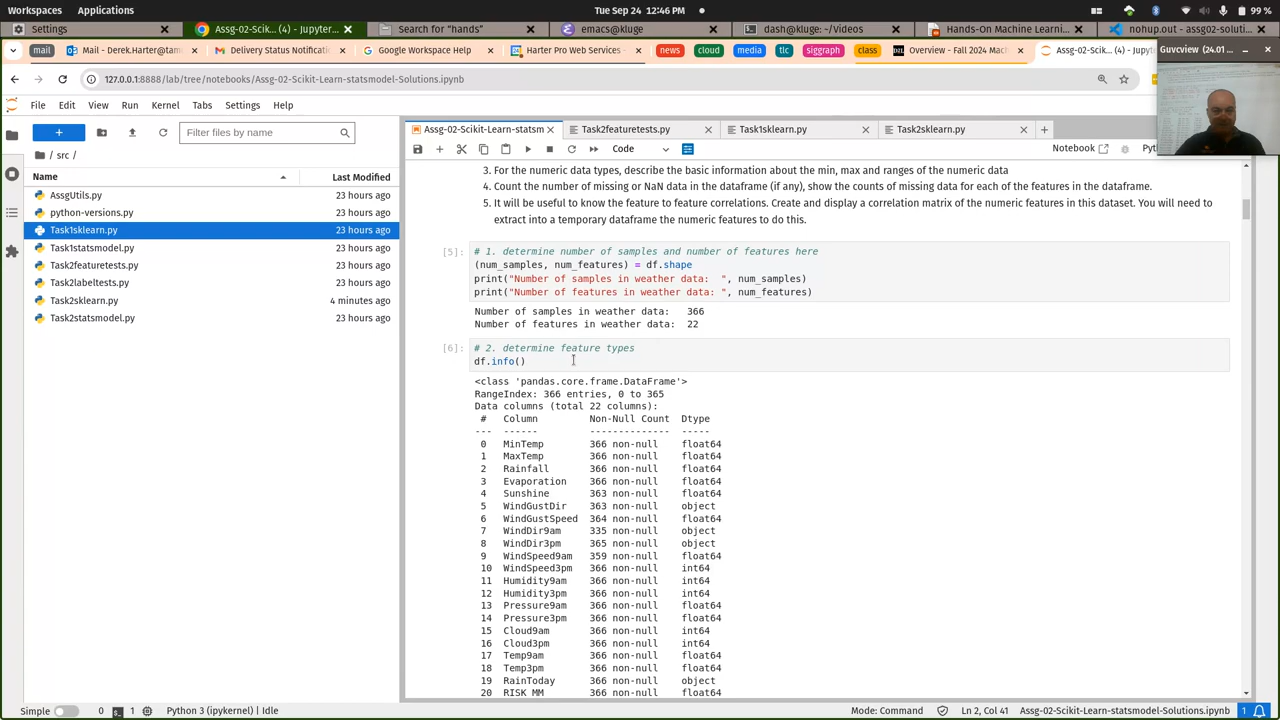 Workspaces Applications Sep 24 12:46 PM 99 %
Settings Assg-02-Scikit-Learn (4) - Jupyter Search for "hands" emacs@kluge dash@kluge:~/videos Hands-On Machine Learnin nohup.out - assg02-soluti
mail Mail - Derek.Harter@tam Delivery Status Notificati Google Workspace Help Harter Pro Web Services - news cloud media tlc siggraph class Overview - Fall 2024 Mach Assg-02-Scikit-Learn (4) - Jupyt Guvcview (24.01
127.0.0.1:8888/lab/tree/notebooks/Assg-02-Scikit-Learn-statsmodel-Solutions.ipynb
File Edit View Run Kernel Tabs Settings Help
+ Filter files by name
/ src /
Name Last Modified
AssgUtils.py 23 hours ago
python-versions.py 23 hours ago
Task1sklearn.py 23 hours ago
Task1statsmodel.py 23 hours ago
Task2featuretests.py 23 hours ago
Task2labeltests.py 23 hours ago
Task2sklearn.py 4 minutes ago
Task2statsmodel.py 23 hours ago
Assg-02-Scikit-Learn-statsm Task2featuretests.py Task1sklearn.py Task2sklearn.py
Code Notebook
3. For the numeric data types, describe the basic information about the min, max and ranges of the numeric data
4. Count the number of missing or NaN data in the dataframe (if any), show the counts of missing data for each of the features in the dataframe.
5. It will be useful to know the feature to feature correlations. Create and display a correlation matrix of the numeric features in this dataset. You will need to
extract into a temporary dataframe the numeric features to do this.
[5]: # 1. determine number of samples and number of features here
(num_samples, num_features) = df.shape
print("Number of samples in weather data:  ", num_samples)
print("Number of features in weather data: ", num_features)
Number of samples in weather data:   366
Number of features in weather data:  22
[6]: # 2. determine feature types
df.info()
<class 'pandas.core.frame.DataFrame'>
RangeIndex: 366 entries, 0 to 365
Data columns (total 22 columns):
# Column Non-Null Count Dtype
--- ------ -------------- -----
0 MinTemp 366 non-null float64
1 MaxTemp 366 non-null float64
2 Rainfall 366 non-null float64
3 Evaporation 366 non-null float64
4 Sunshine 363 non-null float64
5 WindGustDir 363 non-null object
6 WindGustSpeed 364 non-null float64
7 WindDir9am 335 non-null object
8 WindDir3pm 365 non-null object
9 WindSpeed9am 359 non-null float64
10 WindSpeed3pm 366 non-null int64
11 Humidity9am 366 non-null int64
12 Humidity3pm 366 non-null int64
13 Pressure9am 366 non-null float64
14 Pressure3pm 366 non-null float64
15 Cloud9am 366 non-null int64
16 Cloud3pm 366 non-null int64
17 Temp9am 366 non-null float64
18 Temp3pm 366 non-null float64
19 RainToday 366 non-null object
20 RISK_MM 366 non-null float64
Simple 0 1 Python 3 (ipykernel) | Idle Mode: Command Ln 2, Col 41 Assg-02-Scikit-Learn-statsmodel-Solutions.ipynb 1